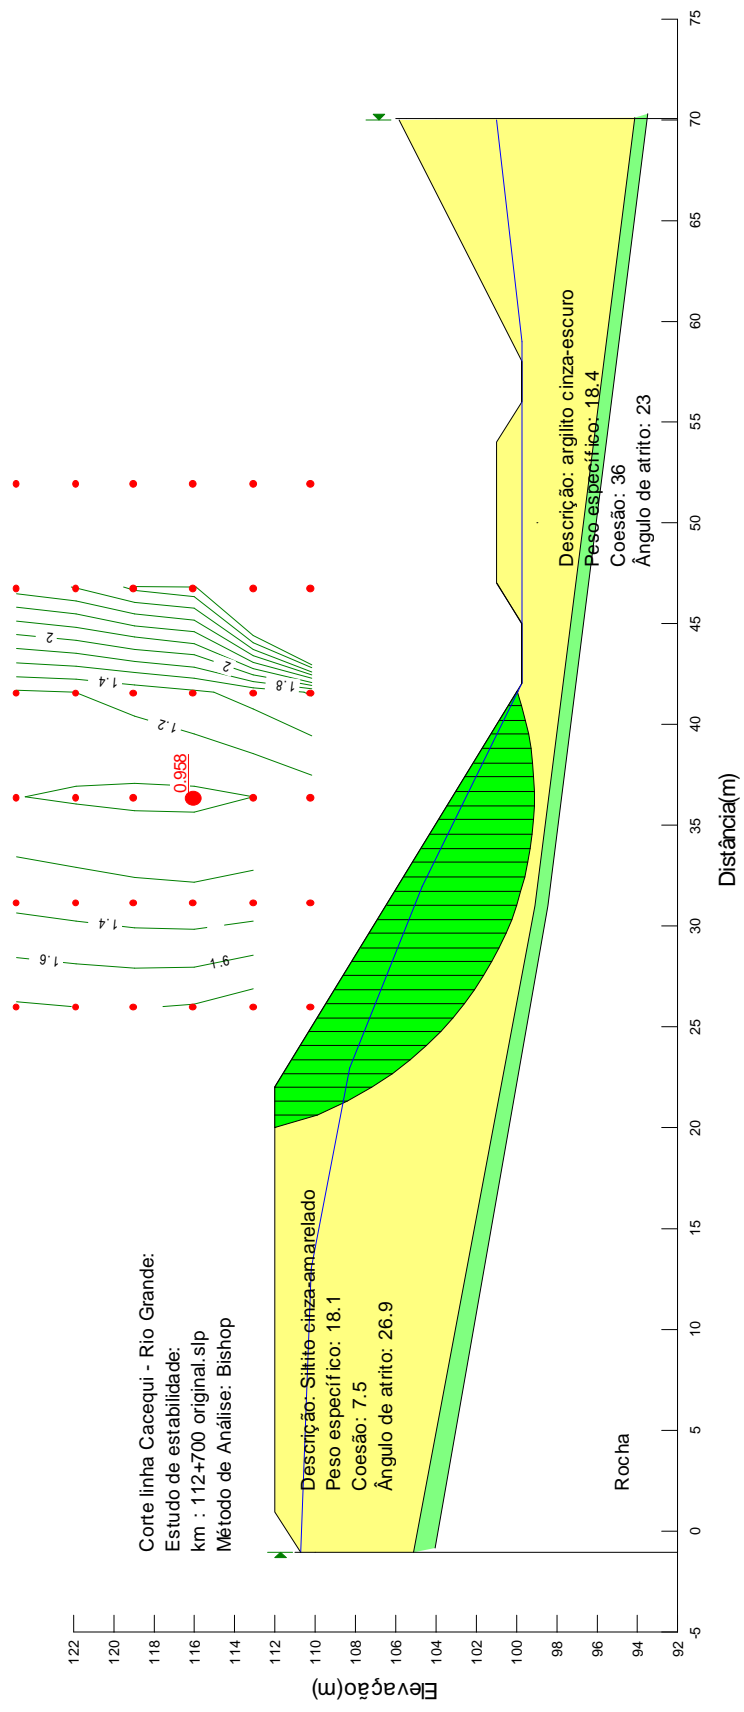 Corte linha Cacequi - Rio Grande:
Estudo de estabilidade:
km : 112+700 original.slp
Método de Análise: Bishop
1.6
1.4
1.6
0.958
1.2
1.4
2
2
1.8
Descrição: Siltito cinza-amarelado
Peso específico: 18.1
Coesão: 7.5
Ângulo de atrito: 26.9
Descrição: argilito cinza-escuro
Peso específico: 18.4
Coesão: 36
Ângulo de atrito: 23
Rocha
Elevação(m)
122
120
118
116
114
112
110
108
106
104
102
100
98
96
94
92
-5
0
5
10
15
20
25
30
35
40
45
50
55
60
65
70
75
Distância(m)